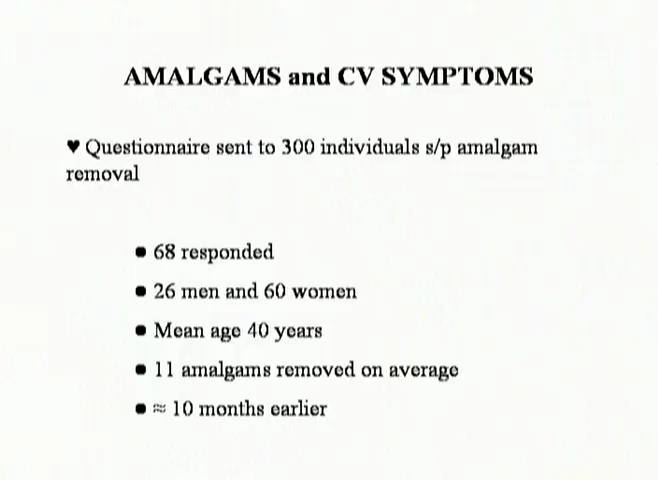 AMALGAMS and CV SYMPTOMS
♥ Questionnaire sent to 300 individuals s/p amalgam
removal
● 68 responded
● 26 men and 60 women
● Mean age 40 years
● 11 amalgams removed on average
● ≈ 10 months earlier